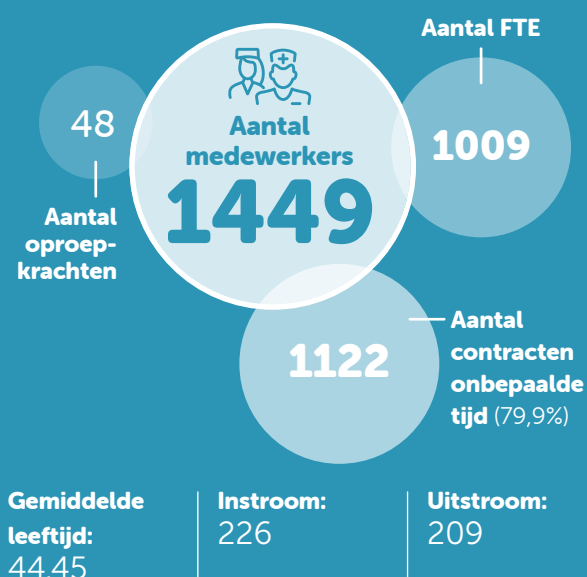 Aantal FTE
48
Aantal
medewerkers
1449
1009
Aantal
oproep-
krachten
1122
Aantal
contracten
onbepaalde
tijd (79,9%)
Gemiddelde
leeftijd:
44,45
Instroom:
226
Uitstroom:
209